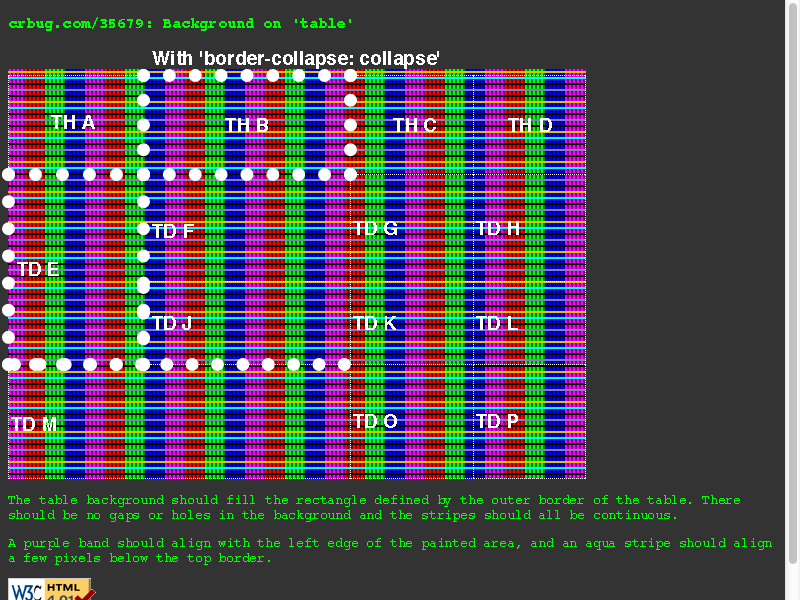 crbug.com/35679: Background on 'table'
With 'border-collapse: collapse'
TH A TH B TH C TH D
TD F TD G TD H
TD E
TD J TD K TD L
TD M TD O TD P
The table background should fill the rectangle defined by the outer border of the table. There
should be no gaps or holes in the background and the stripes should all be continuous.
A purple band should align with the left edge of the painted area, and an aqua stripe should align
a few pixels below the top border.
W3C HTML
4.01